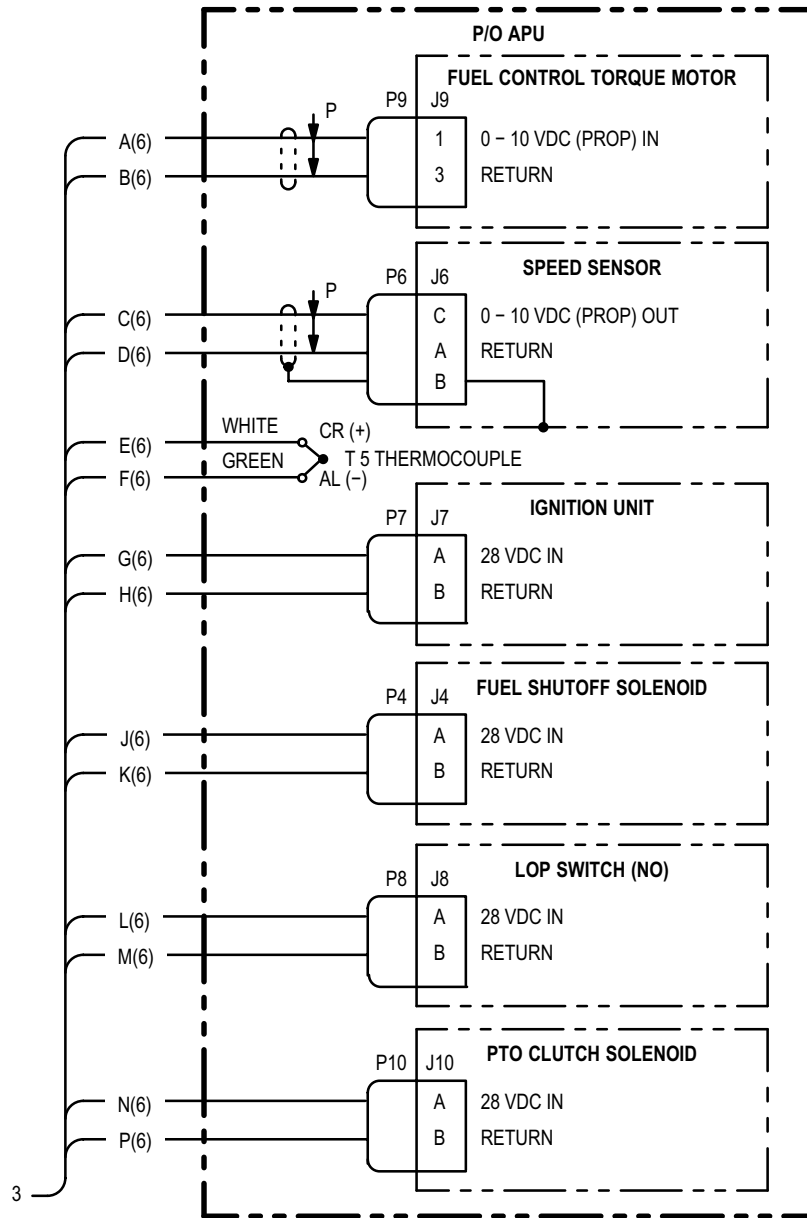 P/O APU
FUEL CONTROL TORQUE MOTOR
P9 J9
P
A(6) 1 0 – 10 VDC (PROP) IN
B(6) 3 RETURN
SPEED SENSOR
P6 J6
P
C(6) C 0 – 10 VDC (PROP) OUT
D(6) A RETURN
B
WHITE CR (+)
E(6)
GREEN T 5 THERMOCOUPLE
F(6) AL (–)
IGNITION UNIT
P7 J7
G(6) A 28 VDC IN
H(6) B RETURN
FUEL SHUTOFF SOLENOID
P4 J4
J(6) A 28 VDC IN
K(6) B RETURN
LOP SWITCH (NO)
P8 J8
L(6) A 28 VDC IN
M(6) B RETURN
PTO CLUTCH SOLENOID
P10 J10
N(6) A 28 VDC IN
P(6) B RETURN
3